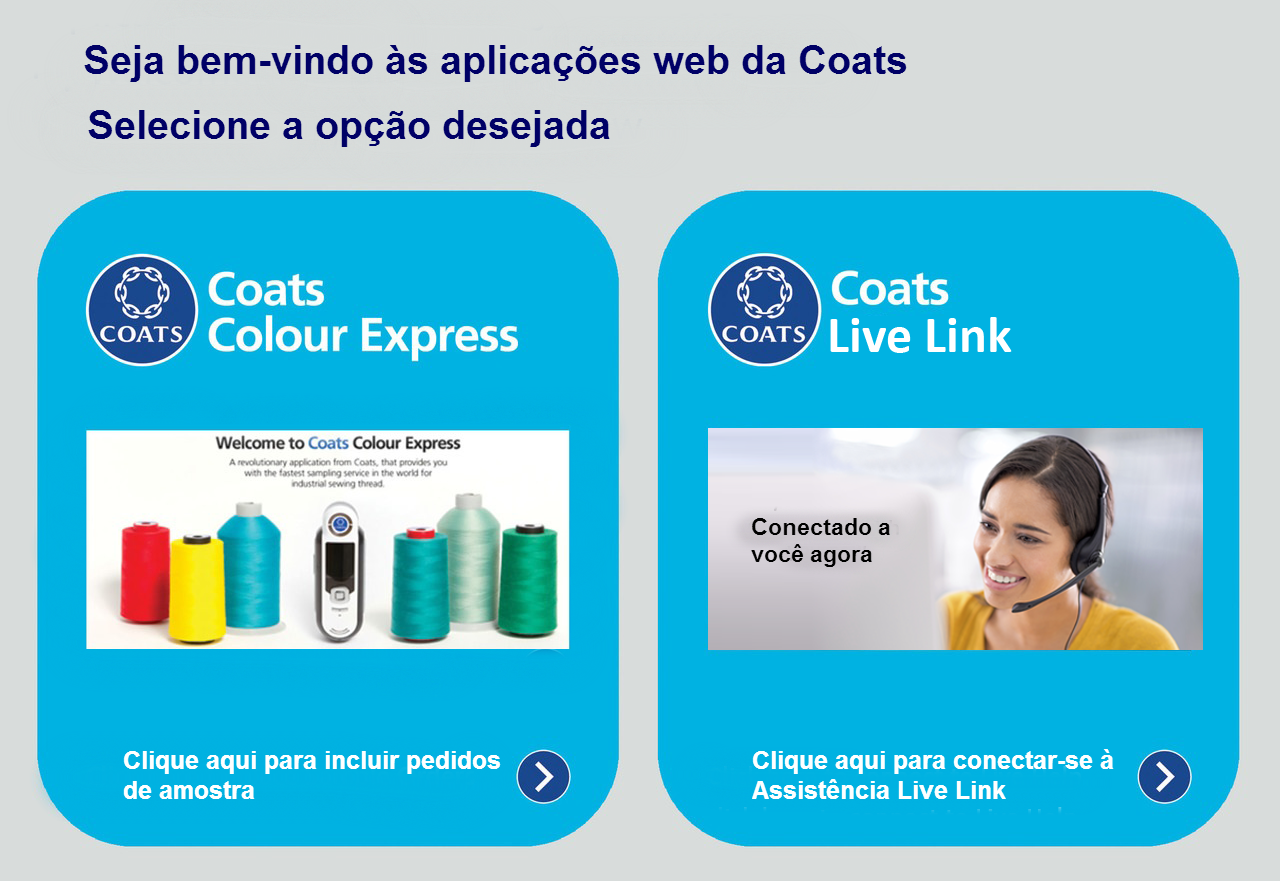 Seja bem-vindo às aplicações web da Coats
Selecione a opção desejada
COATS
Coats
Colour Express
Welcome to Coats Colour Express
A revolutionary application from Coats, that provides you
with the fastest sampling service in the world for
industrial sewing thread.
Clique aqui para incluir pedidos
de amostra
COATS
Coats
Live Link
Conectado a
você agora
Clique aqui para conectar-se à
Assistência Live Link